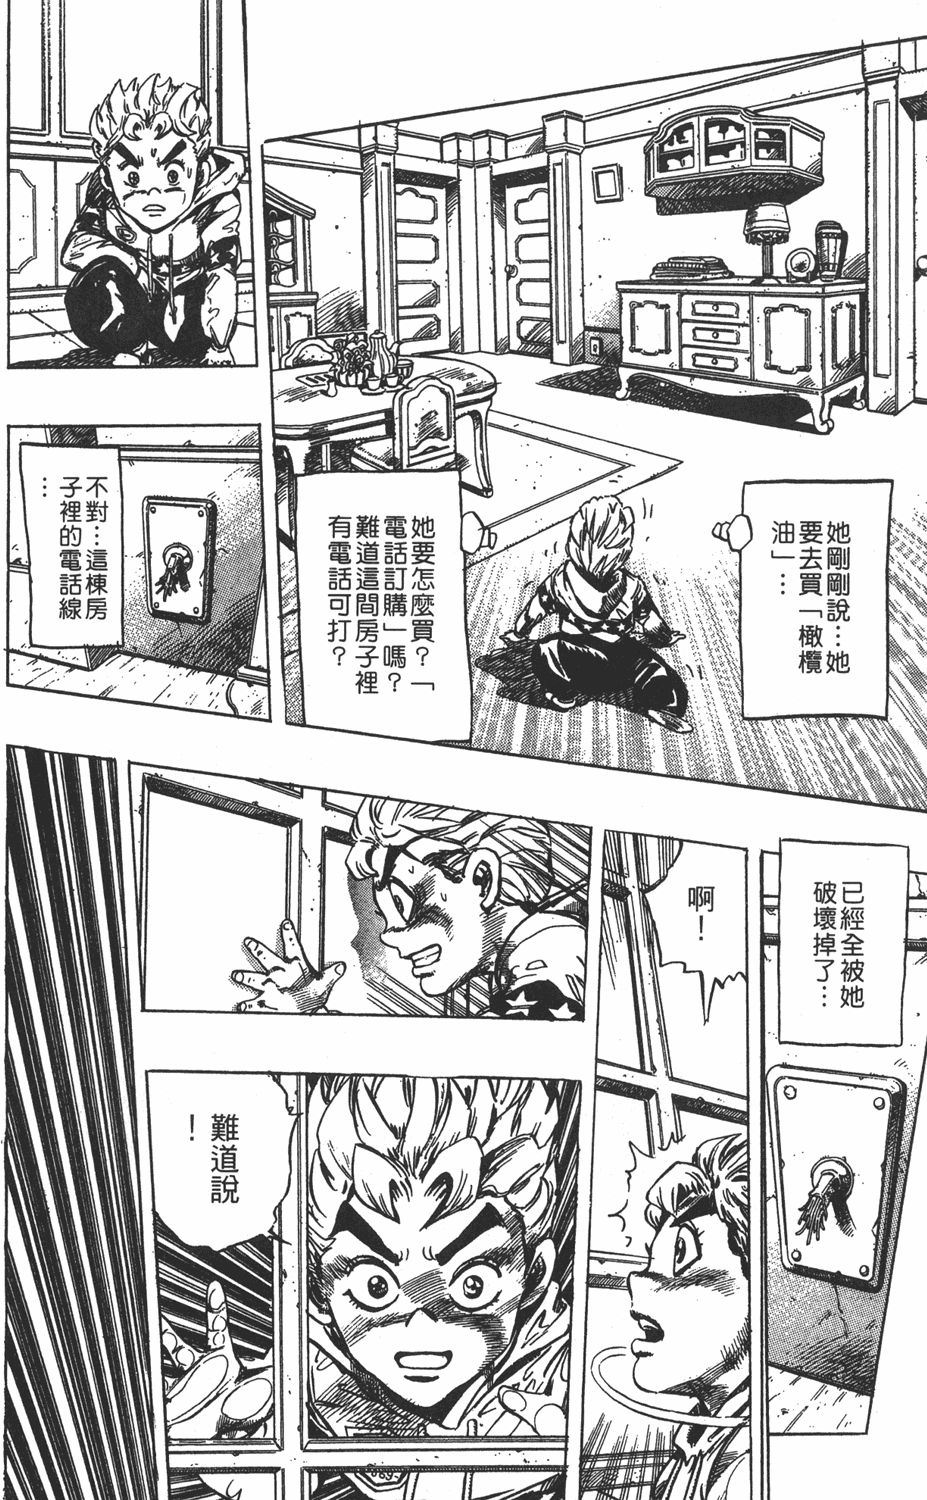 她剛剛說…她
要去買「橄欖
油」…
她要怎麼買？「
電話訂購」嗎？
難道這間房子裡
有電話可打？
不對…這棟房
子裡的電話線
…
已經全被她
破壞掉了…
啊！
難道說
！